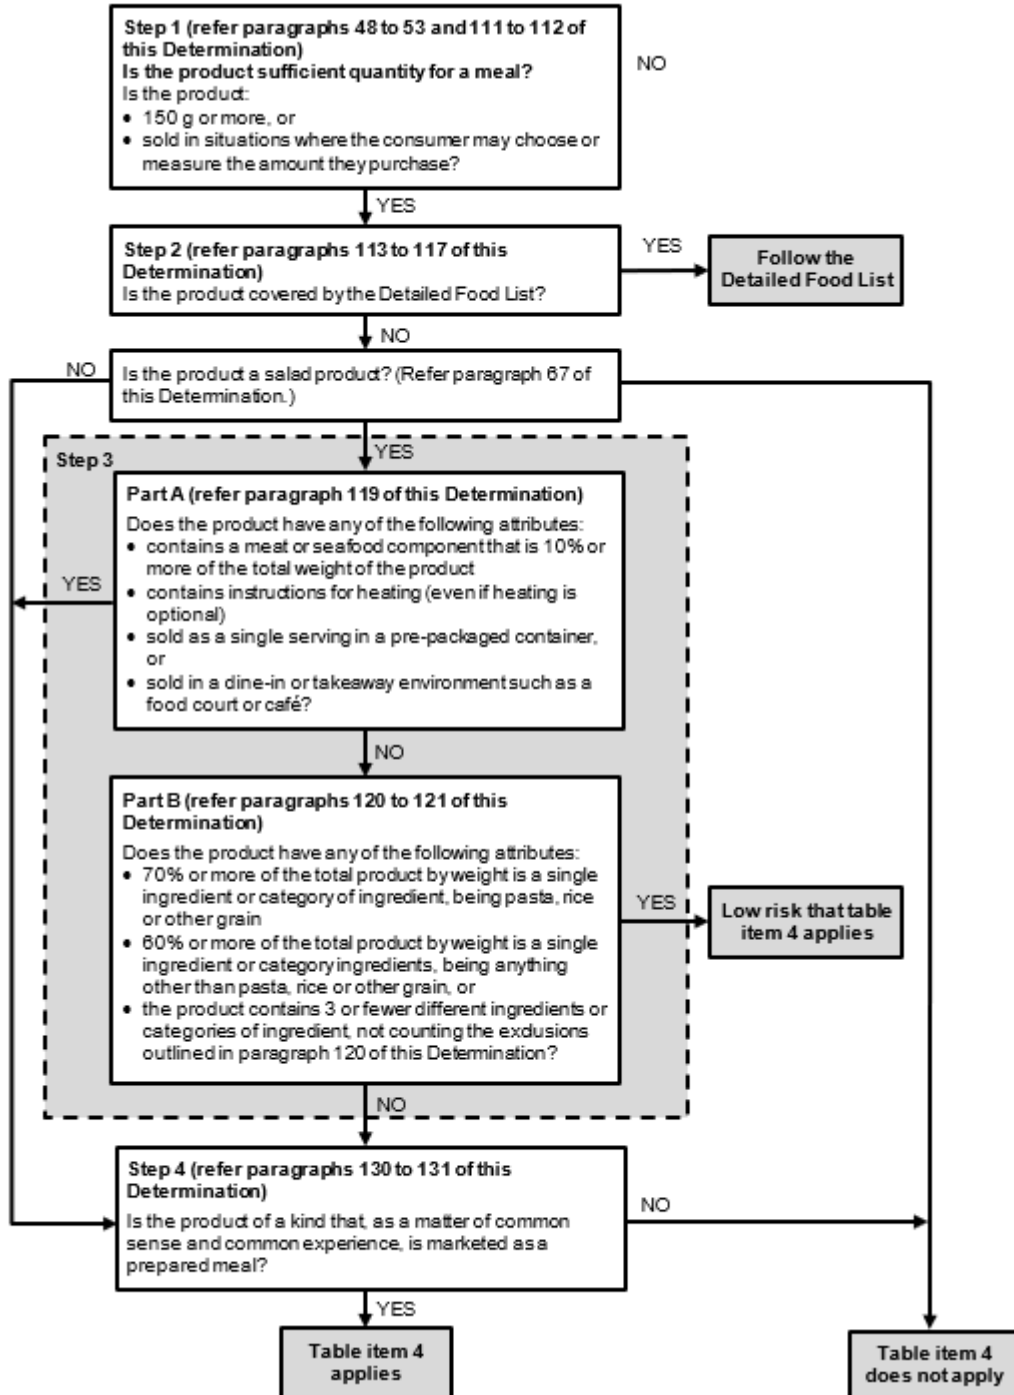 Step 1 (refer paragraphs 48 to 53 and 111 to 112 of
this Determination)
Is the product sufficient quantity for a meal?
Is the product:
• 150 g or more, or
• sold in situations where the consumer may choose or
measure the amount they purchase?
NO
YES
Step 2 (refer paragraphs 113 to 117 of this
Determination)
Is the product covered by the Detailed Food List?
YES
Follow the
Detailed Food List
NO
NO
Is the product a salad product? (Refer paragraph 67 of
this Determination.)
YES
Step 3
Part A (refer paragraph 119 of this Determination)
Does the product have any of the following attributes:
• contains a meat or seafood component that is 10% or
more of the total weight of the product
• contains instructions for heating (even if heating is
optional)
• sold as a single serving in a pre-packaged container,
or
• sold in a dine-in or takeaway environment such as a
food court or café?
YES
NO
Part B (refer paragraphs 120 to 121 of this
Determination)
Does the product have any of the following attributes:
• 70% or more of the total product by weight is a single
ingredient or category of ingredient, being pasta, rice
or other grain
• 60% or more of the total product by weight is a single
ingredient or category ingredients, being anything
other than pasta, rice or other grain, or
• the product contains 3 or fewer different ingredients or
categories of ingredient, not counting the exclusions
outlined in paragraph 120 of this Determination?
YES
Low risk that table
item 4 applies
NO
Step 4 (refer paragraphs 130 to 131 of this
Determination)
Is the product of a kind that, as a matter of common
sense and common experience, is marketed as a
prepared meal?
NO
YES
Table item 4
applies
Table item 4
does not apply